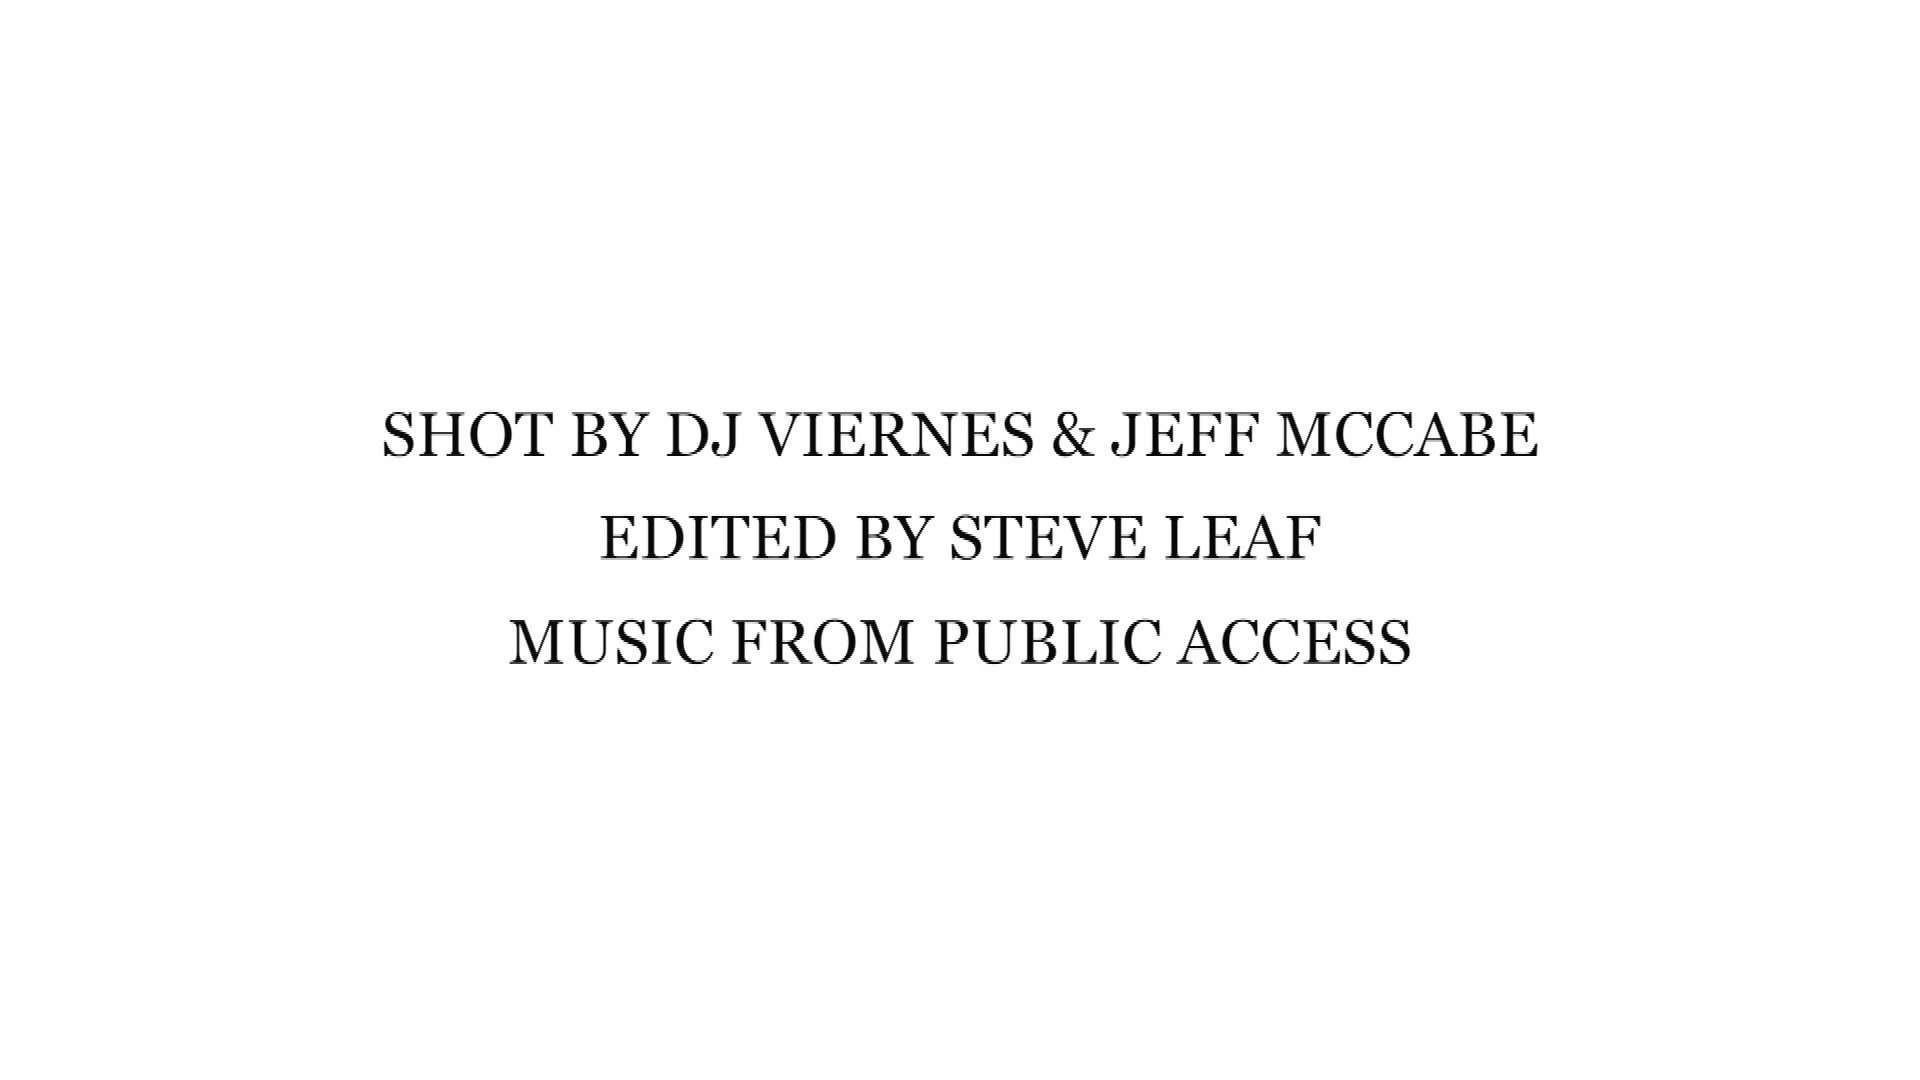 SHOT BY DJ VIERNES & JEFF MCCABE
EDITED BY STEVE LEAF
MUSIC FROM PUBLIC ACCESS